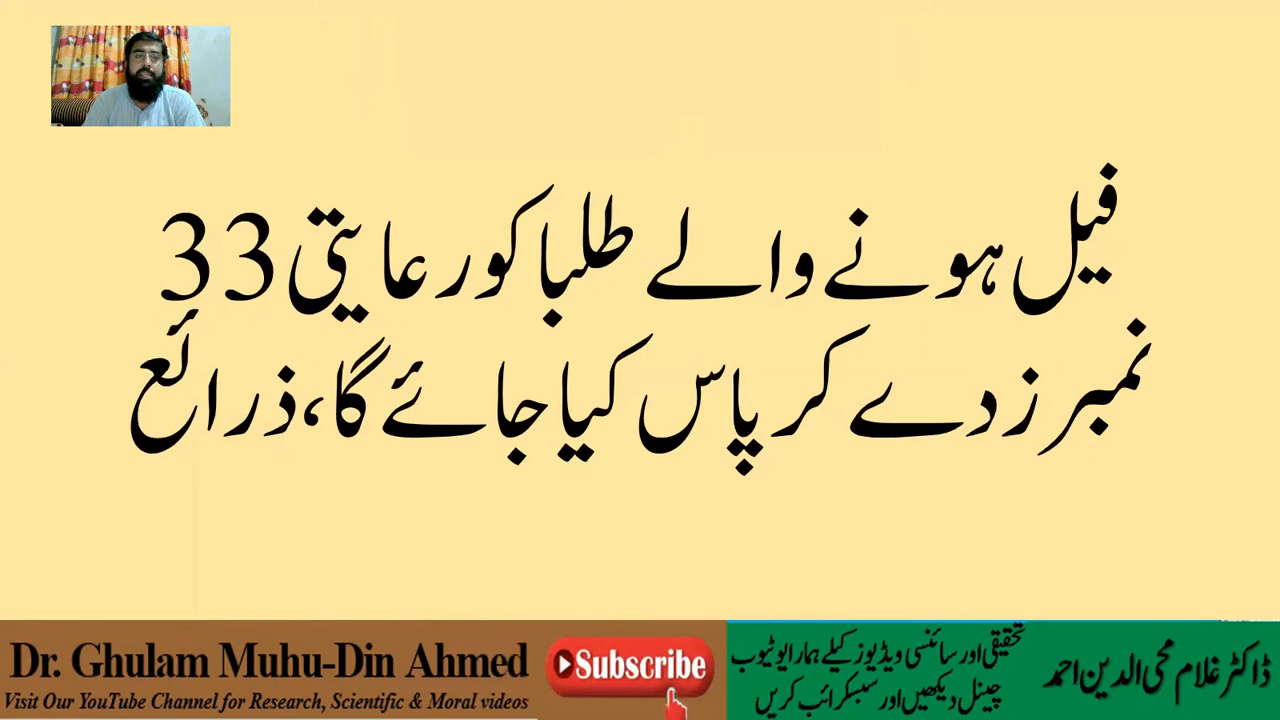 فیل ہونے والے طلبا کو رعایتی 33
نمبرز دے کر پاس کیا جائے گا، ذرائع
Dr. Ghulam Muhu-Din Ahmed
Visit Our YouTube Channel for Research, Scientific & Moral videos
Subscribe
تحقیقی اور سائنسی ویڈیوز کیلئے ہمارا یوٹیوب
چینل دیکھیں اور سبسکرائب کریں
ڈاکٹر غلام محی الدین احمد